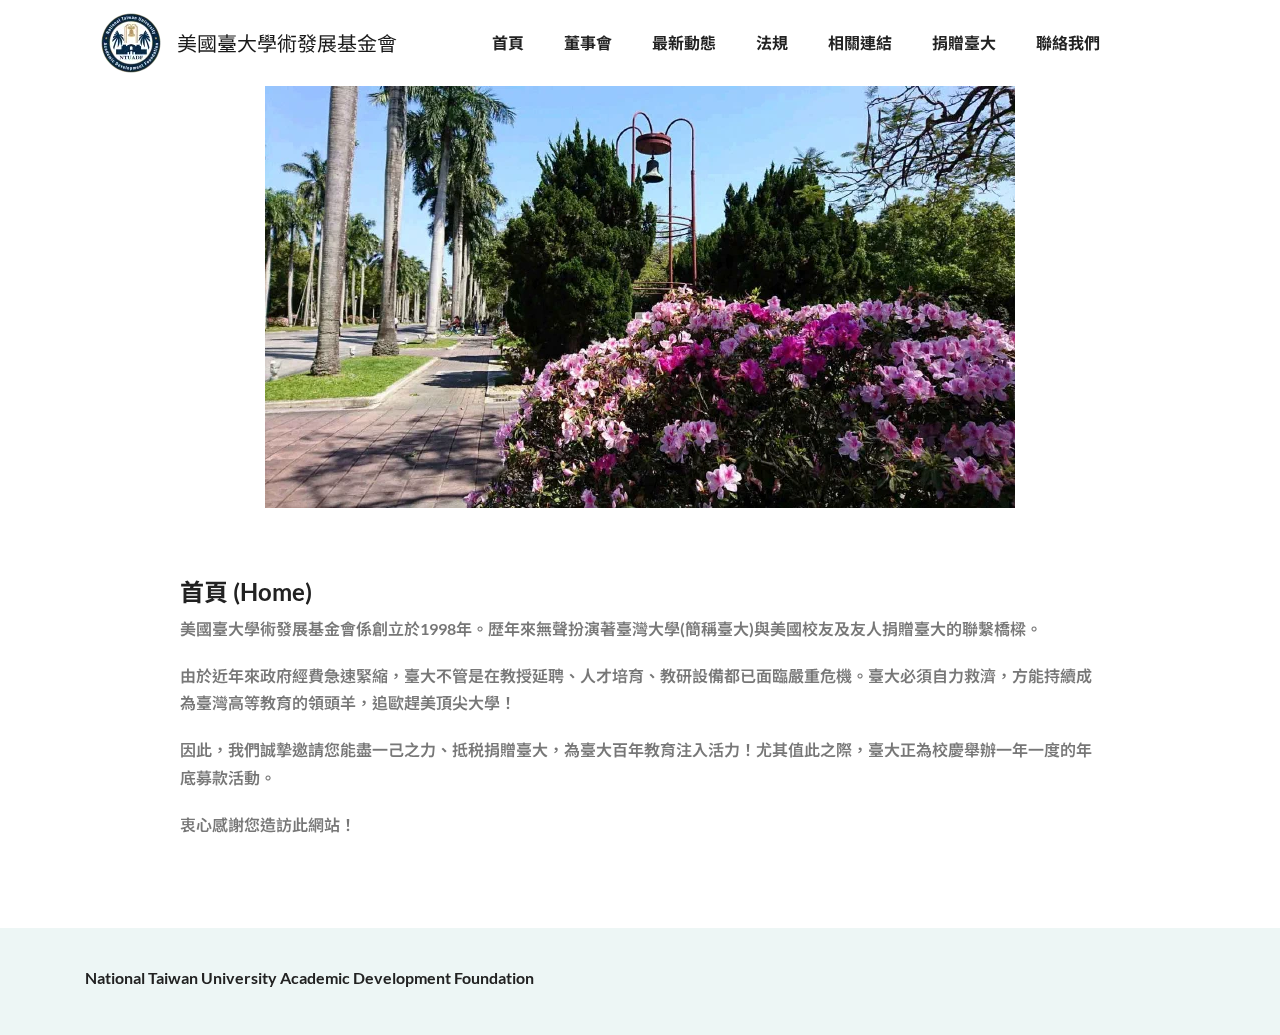 美國臺大學術發展基金會
首頁 董事會 最新動態 法規 相關連結 捐贈臺大 聯絡我們
首頁 (Home)
美國臺大學術發展基金會係創立於1998年。歷年來無聲扮演著臺灣大學(簡稱臺大)與美國校友及友人捐贈臺大的聯繫橋樑。
由於近年來政府經費急速緊縮，臺大不管是在教授延聘、人才培育、教研設備都已面臨嚴重危機。臺大必須自力救濟，方能持續成
為臺灣高等教育的領頭羊，追歐趕美頂尖大學！
因此，我們誠摯邀請您能盡一己之力、抵税捐贈臺大，為臺大百年教育注入活力！尤其值此之際，臺大正為校慶舉辦一年一度的年
底募款活動。
衷心感謝您造訪此網站！
National Taiwan University Academic Development Foundation